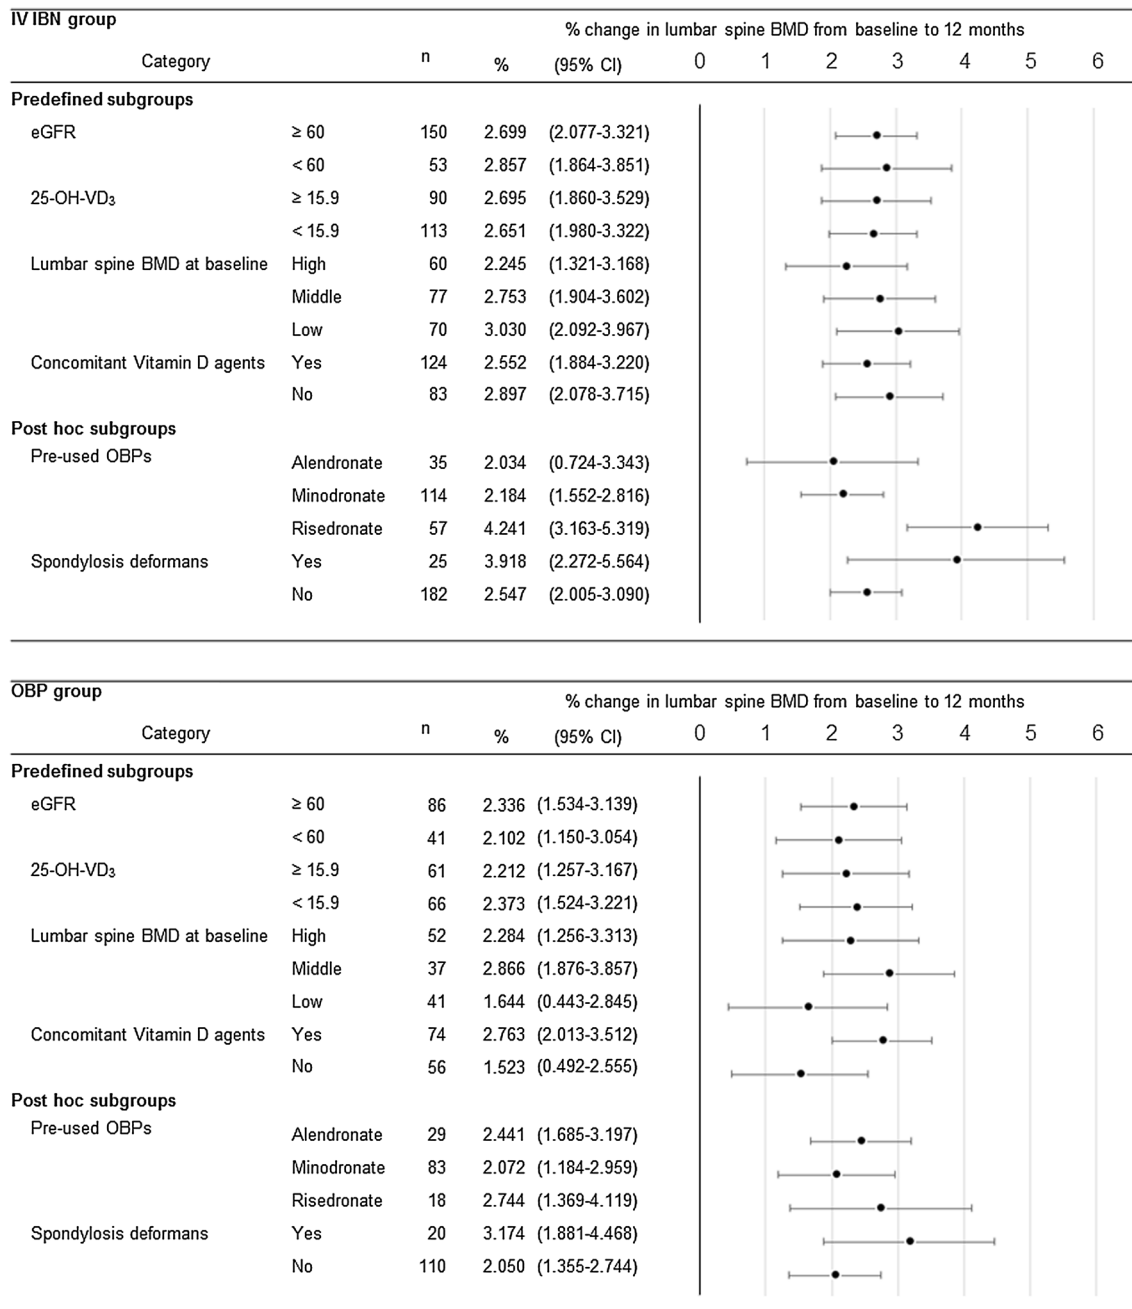 IV IBN group
% change in lumbar spine BMD from baseline to 12 months
Category n % (95% CI) 0 1 2 3 4 5 6
Predefined subgroups
eGFR ≥ 60 150 2.699 (2.077-3.321)
< 60 53 2.857 (1.864-3.851)
25-OH-VD₃ ≥ 15.9 90 2.695 (1.860-3.529)
< 15.9 113 2.651 (1.980-3.322)
Lumbar spine BMD at baseline High 60 2.245 (1.321-3.168)
Middle 77 2.753 (1.904-3.602)
Low 70 3.030 (2.092-3.967)
Concomitant Vitamin D agents Yes 124 2.552 (1.884-3.220)
No 83 2.897 (2.078-3.715)
Post hoc subgroups
Pre-used OBPs Alendronate 35 2.034 (0.724-3.343)
Minodronate 114 2.184 (1.552-2.816)
Risedronate 57 4.241 (3.163-5.319)
Spondylosis deformans Yes 25 3.918 (2.272-5.564)
No 182 2.547 (2.005-3.090)
OBP group
% change in lumbar spine BMD from baseline to 12 months
Category n % (95% CI) 0 1 2 3 4 5 6
Predefined subgroups
eGFR ≥ 60 86 2.336 (1.534-3.139)
< 60 41 2.102 (1.150-3.054)
25-OH-VD₃ ≥ 15.9 61 2.212 (1.257-3.167)
< 15.9 66 2.373 (1.524-3.221)
Lumbar spine BMD at baseline High 52 2.284 (1.256-3.313)
Middle 37 2.866 (1.876-3.857)
Low 41 1.644 (0.443-2.845)
Concomitant Vitamin D agents Yes 74 2.763 (2.013-3.512)
No 56 1.523 (0.492-2.555)
Post hoc subgroups
Pre-used OBPs Alendronate 29 2.441 (1.685-3.197)
Minodronate 83 2.072 (1.184-2.959)
Risedronate 18 2.744 (1.369-4.119)
Spondylosis deformans Yes 20 3.174 (1.881-4.468)
No 110 2.050 (1.355-2.744)